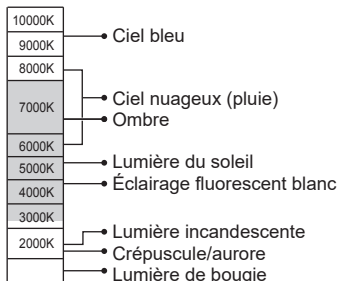 10000K
Ciel bleu
9000K
8000K
Ciel nuageux (pluie)
7000K
Ombre
6000K
Lumière du soleil
5000K
Éclairage fluorescent blanc
4000K
3000K
Lumière incandescente
2000K
Crépuscule/aurore
Lumière de bougie